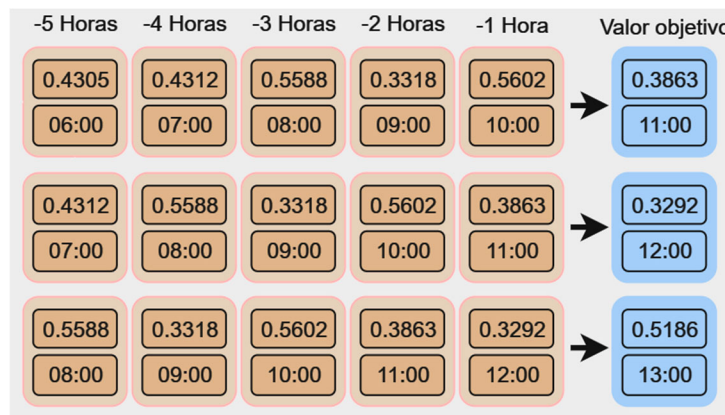 -5 Horas -4 Horas -3 Horas -2 Horas -1 Hora Valor objetivo
0.4305 0.4312 0.5588 0.3318 0.5602 0.3863
06:00 07:00 08:00 09:00 10:00 11:00
0.4312 0.5588 0.3318 0.5602 0.3863 0.3292
07:00 08:00 09:00 10:00 11:00 12:00
0.5588 0.3318 0.5602 0.3863 0.3292 0.5186
08:00 09:00 10:00 11:00 12:00 13:00